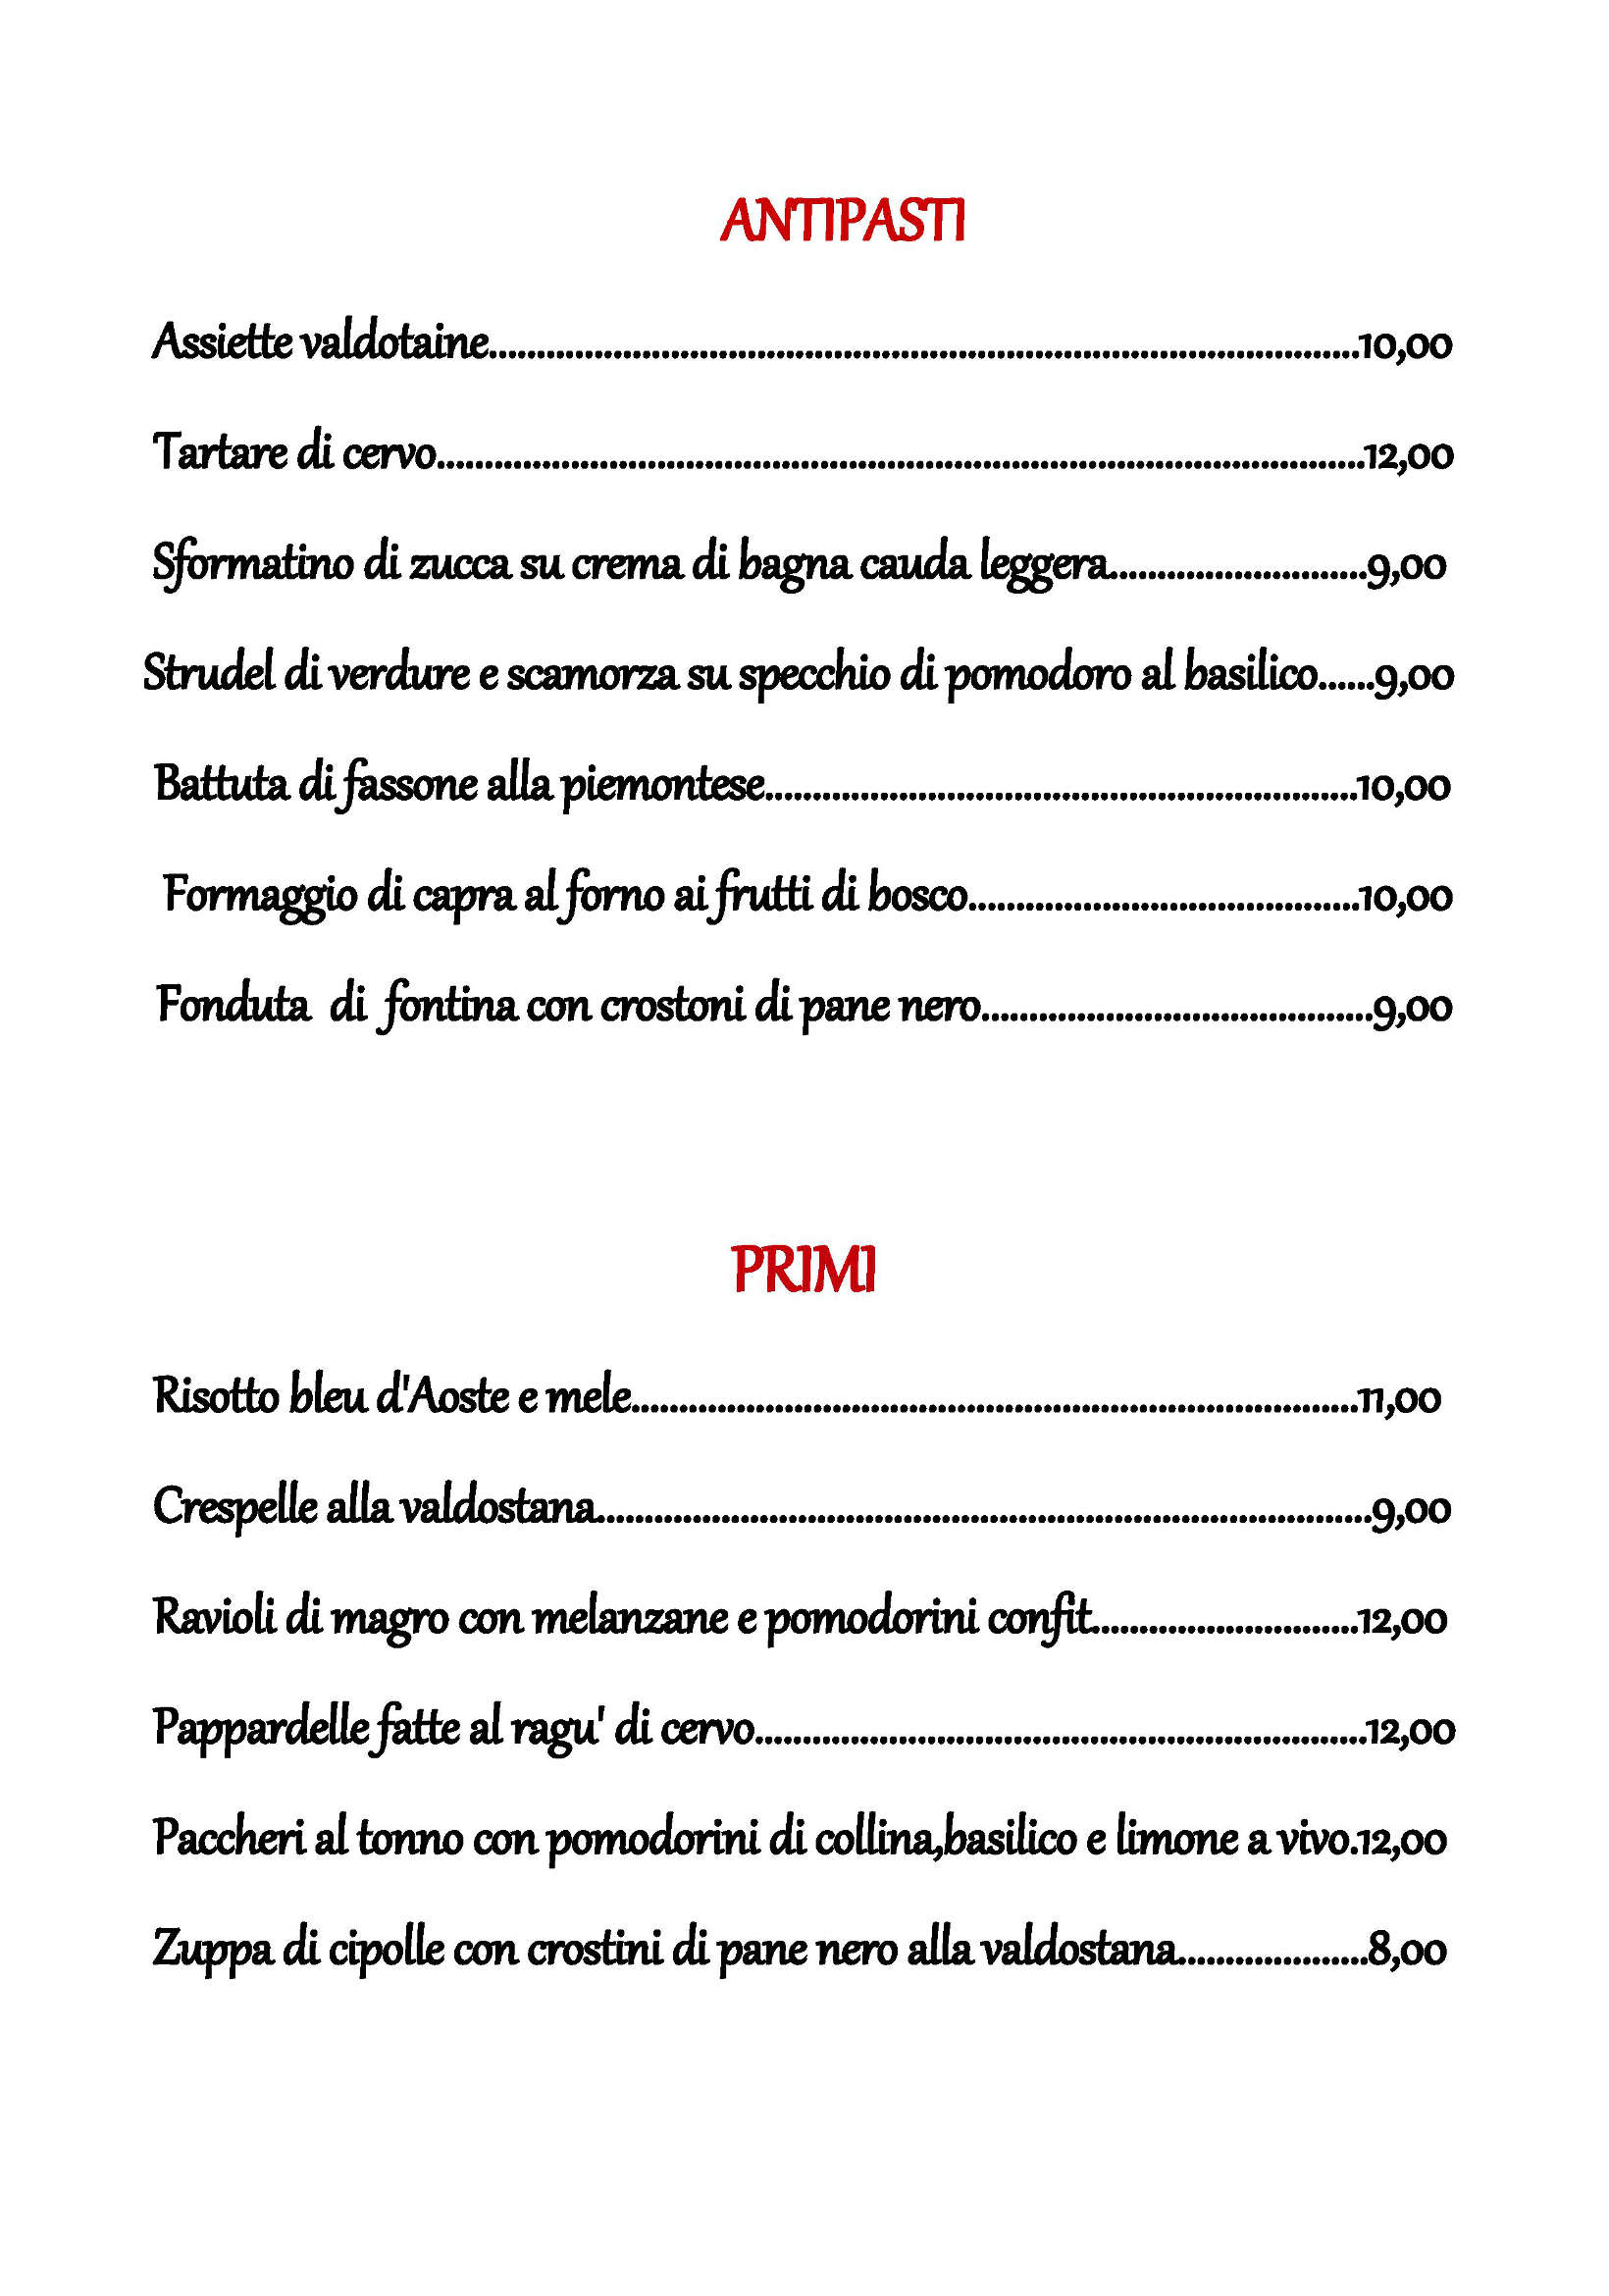 ANTIPASTI
Assiette valdotaine...........................................................................................10,00
Tartare di cervo.................................................................................................12,00
Sformatino di zucca su crema di bagna cauda leggera...........................9,00
Strudel di verdure e scamorza su specchio di pomodoro al basilico......9,00
Battuta di fassone alla piemontese..............................................................10,00
Formaggio di capra al forno ai frutti di bosco.........................................10,00
Fonduta di fontina con crostoni di pane nero.........................................9,00
PRIMI
Risotto bleu d'Aoste e mele............................................................................11,00
Crespelle alla valdostana.................................................................................9,00
Ravioli di magro con melanzane e pomodorini confit............................12,00
Pappardelle fatte al ragu' di cervo................................................................12,00
Paccheri al tonno con pomodorini di collina,basilico e limone a vivo.12,00
Zuppa di cipolle con crostini di pane nero alla valdostana....................8,00